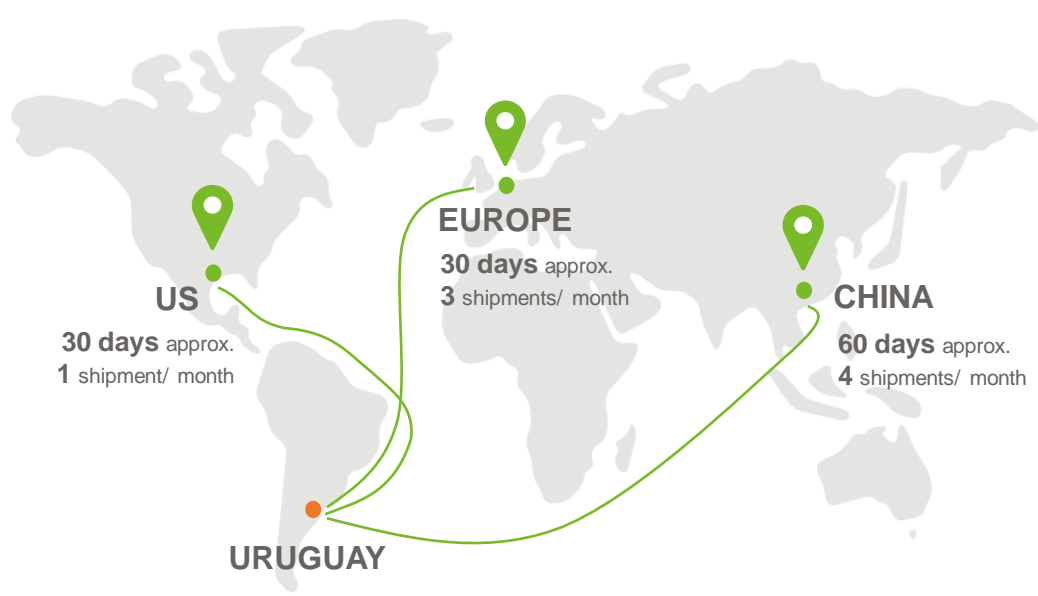 EUROPE
30 days approx.
3 shipments/ month
US
30 days approx.
1 shipment/ month
CHINA
60 days approx.
4 shipments/ month
URUGUAY